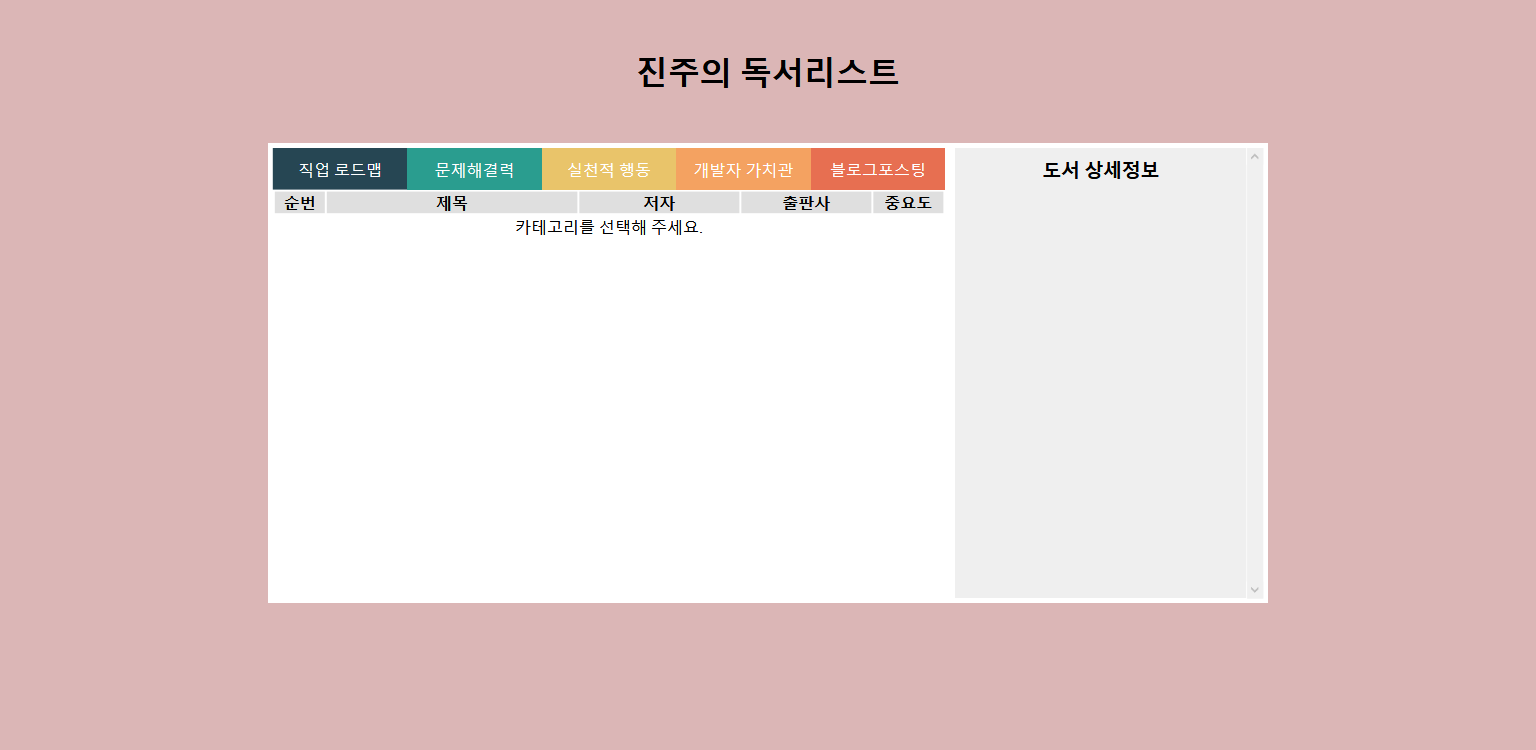 진주의 독서리스트
직업 로드맵 문제해결력 실천적 행동 개발자 가치관 블로그포스팅
순번 제목 저자 출판사 중요도
카테고리를 선택해 주세요.
도서 상세정보